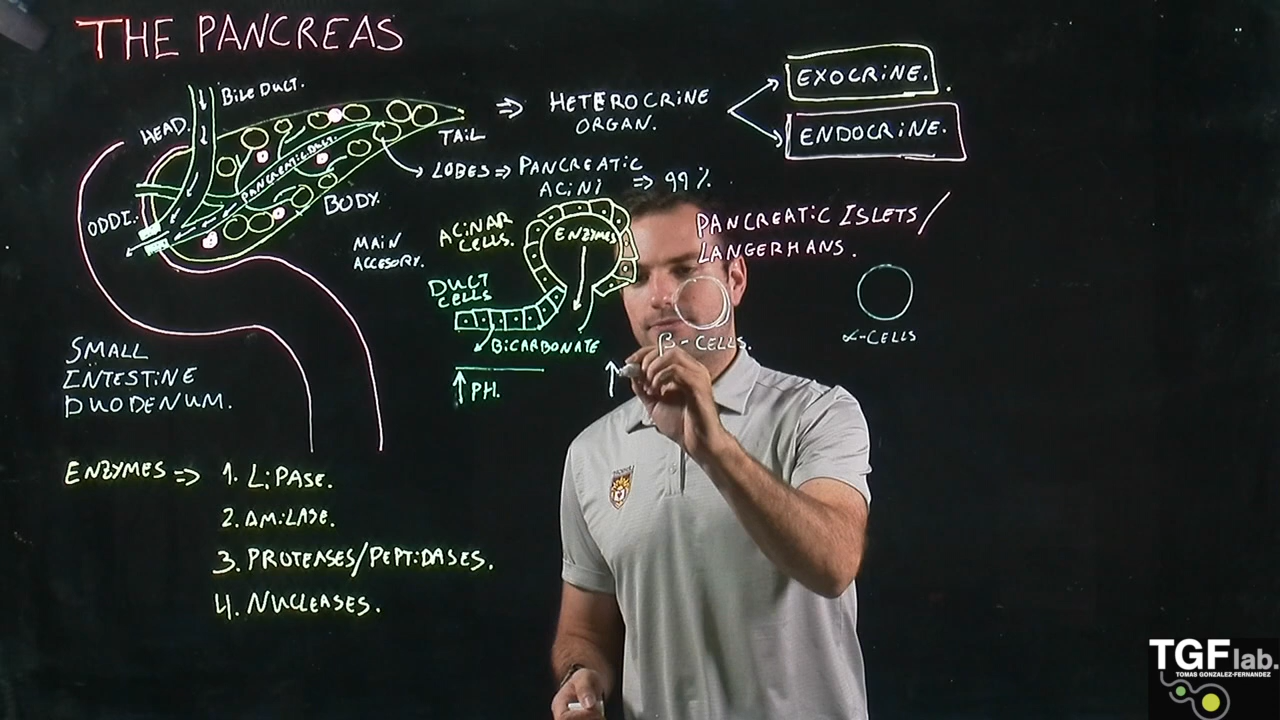 THE PANCREAS
BILE DUCT.
HEAD.
PANCREATIC DUCT.
TAIL
BODY.
ODDI.
⇒ HETEROCRINE
ORGAN.
EXOCRINE.
ENDOCRINE.
LOBES ⇒ PANCREATIC
ACINI ⇒ 99%
MAIN
ACCESORY.
ACINAR
CELLS.
ENZYMES
DUCT
CELLS
BICARBONATE
↑ PH.
PANCREATIC ISLETS/
LANGERHANS.
β-CELLS.
α-CELLS
↑
SMALL
INTESTINE
DUODENUM.
ENZYMES ⇒ 1. LIPASE.
2. AMILASE.
3. PROTEASES/PEPTIDASES.
4. NUCLEASES.
TGF lab.
TOMAS GONZALEZ-FERNANDEZ